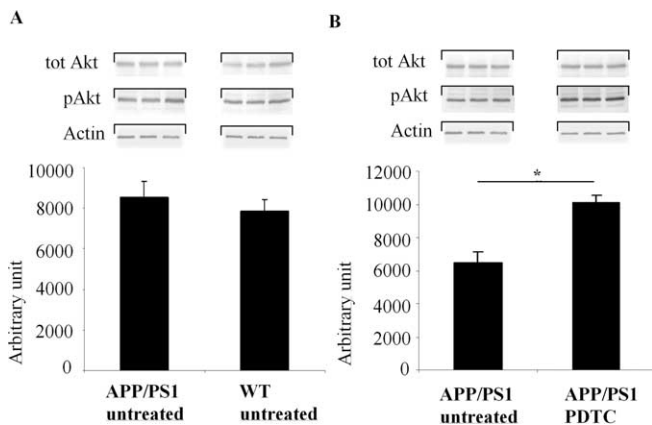 A
tot Akt
pAkt
Actin
10000
8000
6000
4000
2000
0
Arbitrary unit
APP/PS1 untreated
WT untreated
B
tot Akt
pAkt
Actin
*
12000
10000
8000
6000
4000
2000
0
Arbitrary unit
APP/PS1 untreated
APP/PS1 PDTC